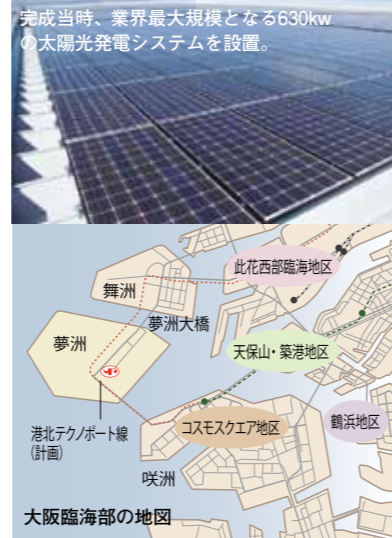 完成当時、業界最大規模となる630kw
の太陽光発電システムを設置。
此花西部臨海地区
舞洲
夢洲大橋
夢洲
天保山・築港地区
港北テクノポート線
(計画)
コスモスクエア地区
鶴浜地区
咲洲
大阪臨海部の地図